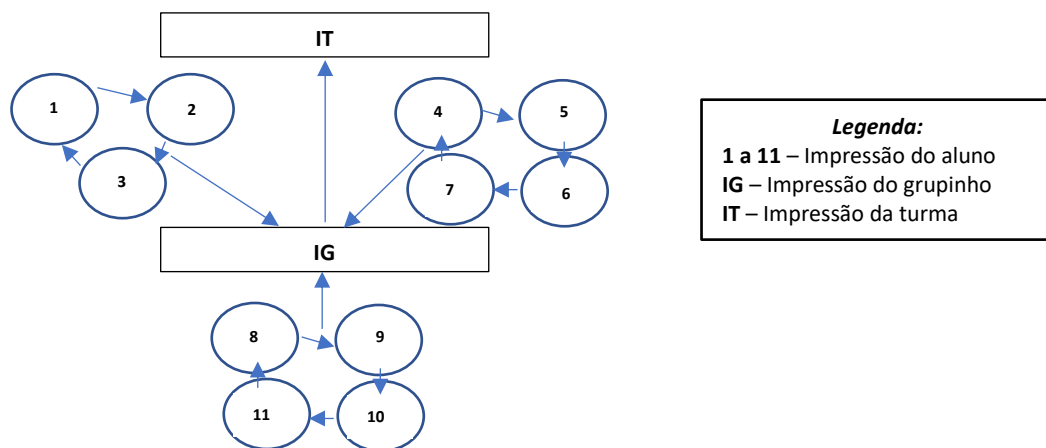 IT
1
2
3
4
5
7
6
IG
8
9
11
10
Legenda:
1 a 11 – Impressão do aluno
IG – Impressão do grupinho
IT – Impressão da turma